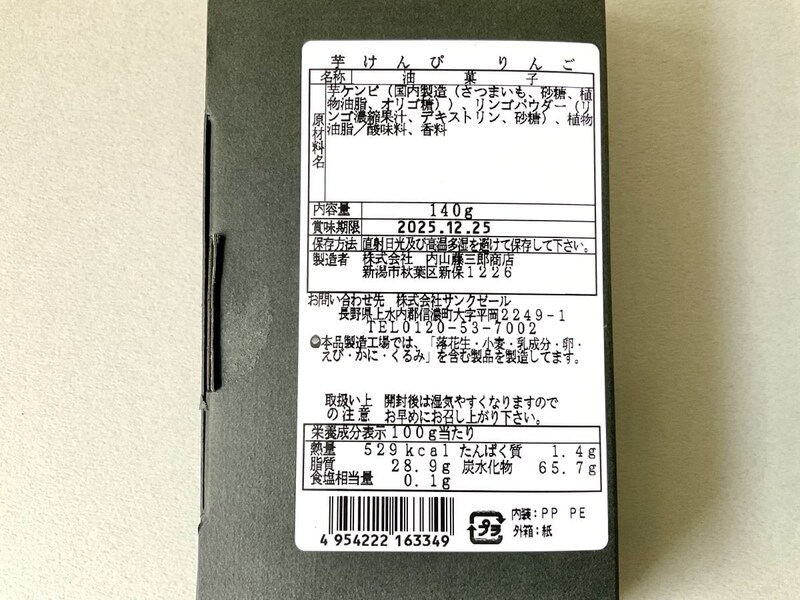 芋けんぴ りんご
名称 油菓子
原材料名 芋ケンピ（国内製造（さつまいも、砂糖、植
物油脂、オリゴ糖））、リンゴパウダー（リ
ンゴ濃縮果汁、デキストリン、砂糖）、植物
油脂／酸味料、香料
内容量 140g
賞味期限 2025.12.25
保存方法 直射日光及び高温多湿を避けて保存して下さい。
製造者 株式会社 内山藤三郎商店
新潟市秋葉区新保1226
お問い合わせ先 株式会社サンクゼール
長野県上水内郡信濃町大字平岡2249-1
TEL0120-53-7002
●本品製造工場では、「落花生・小麦・乳成分・卵・
えび・かに・くるみ」を含む製品を製造してます。
取扱い上 開封後は湿気やすくなりますので
の注意 お早めにお召し上がり下さい。
栄養成分表示100g当たり
熱量 529kcal たんぱく質 1.4g
脂質 28.9g 炭水化物 65.7g
食塩相当量 0.1g
4 954222 163349
プラ
内装：PP PE
外箱：紙